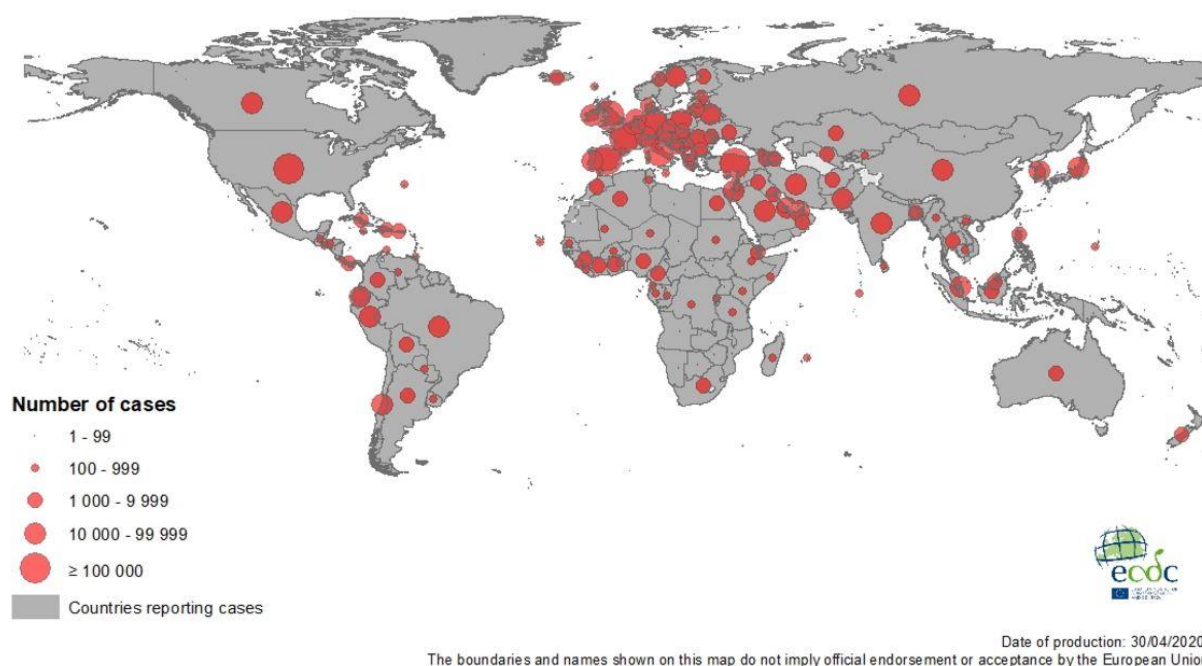 Number of cases
1 - 99
100 - 999
1 000 - 9 999
10 000 - 99 999
≥ 100 000
Countries reporting cases
ecdc
Date of production: 30/04/2020
The boundaries and names shown on this map do not imply official endorsement or acceptance by the European Union